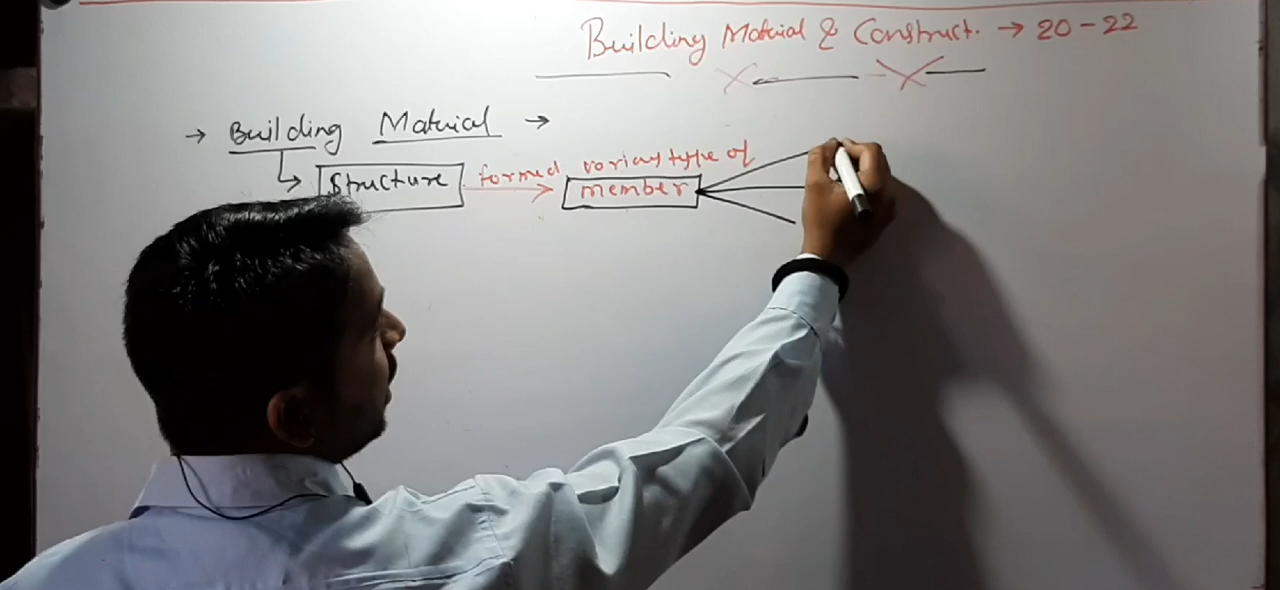 Building Material & Construct. → 20-22
→ Building Material →
Structure formed various type of member